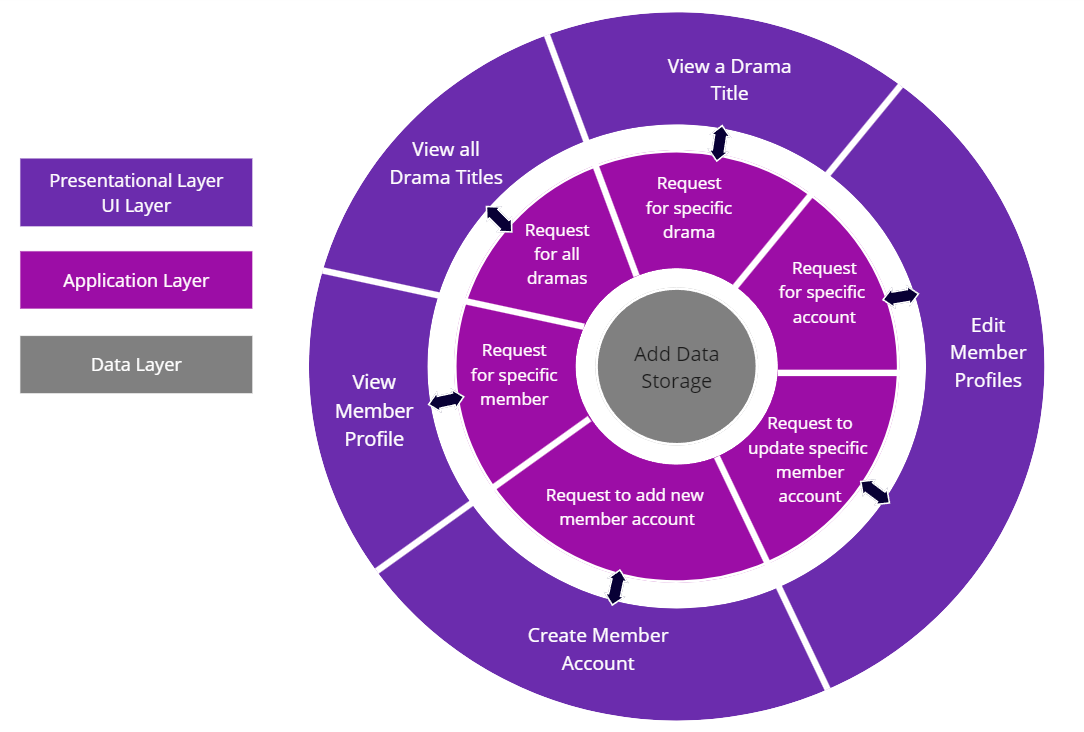 Presentational Layer
UI Layer
Application Layer
Data Layer
View a Drama
Title
View all
Drama Titles
Edit
Member
Profiles
View
Member
Profile
Create Member
Account
Request
for specific
drama
Request
for all
dramas
Request
for specific
account
Request
for specific
member
Request to
update specific
member
account
Request to add new
member account
Add Data
Storage